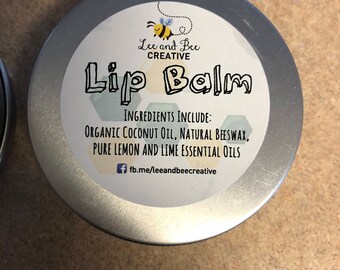 Lee and Bee
CREATIVE
Lip Balm
INGREDIENTS INCLUDE:
ORGANIC COCONUT OIL, NATURAL BEESWAX,
PURE LEMON AND LIME ESSENTIAL OILS
f fb.me/leeandbeecreative